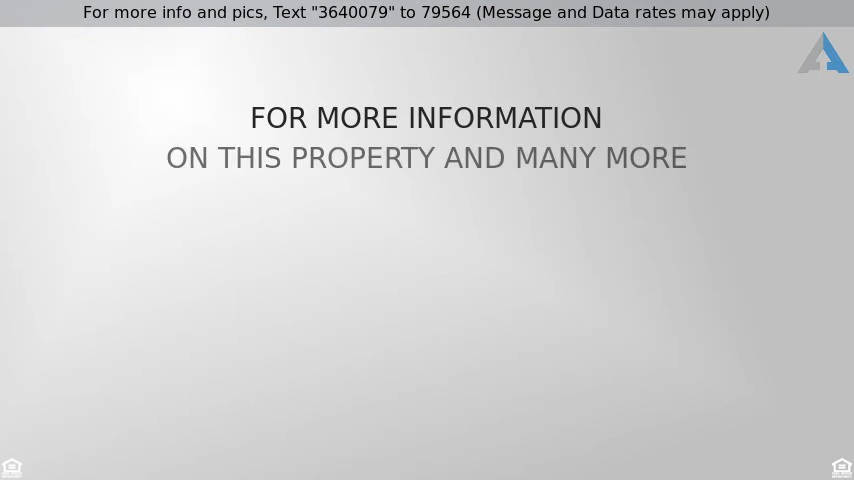 For more info and pics, Text "3640079" to 79564 (Message and Data rates may apply)
FOR MORE INFORMATION
ON THIS PROPERTY AND MANY MORE